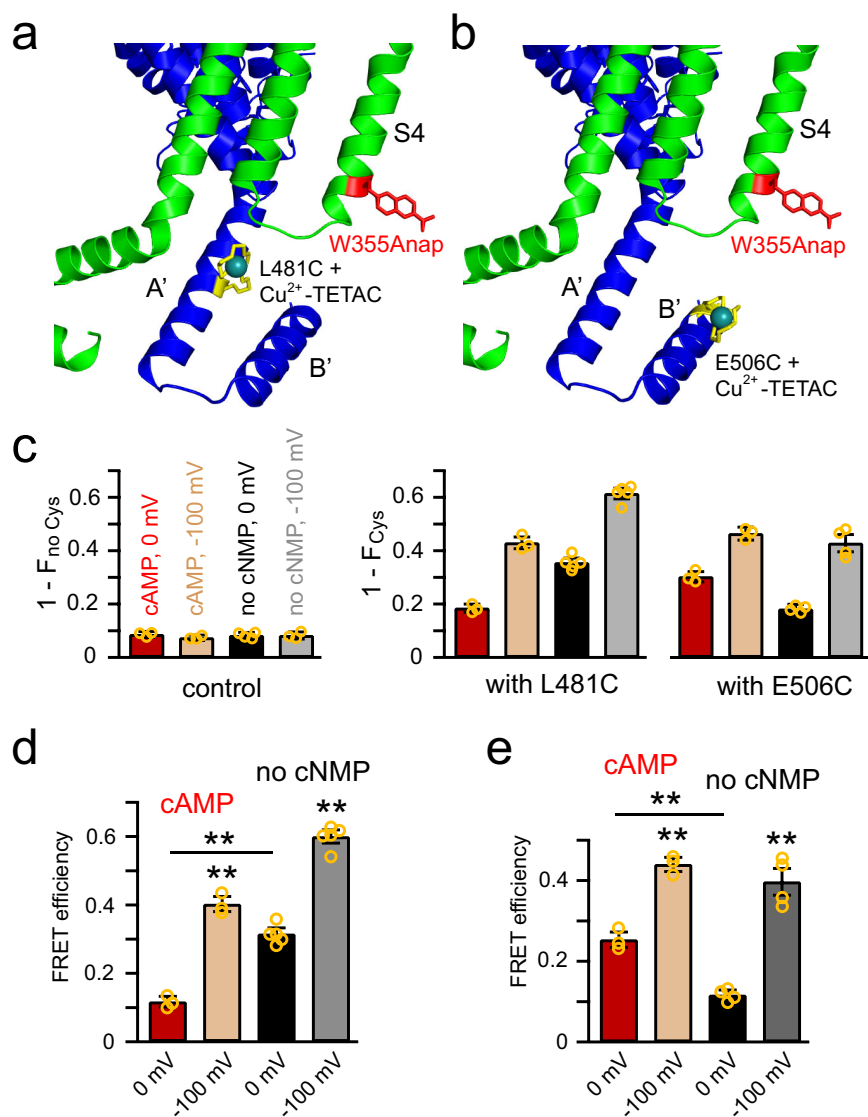 a
S4
W355Anap
L481C +
Cu²⁺-TETAC
A'
B'
b
S4
W355Anap
A'
B'
E506C +
Cu²⁺-TETAC
c
1 - F no Cys
0.6
0.4
0.2
0
cAMP, 0 mV
cAMP, -100 mV
no cNMP, 0 mV
no cNMP, -100 mV
control
1 - F Cys
0.6
0.4
0.2
0
with L481C
with E506C
d
FRET efficiency
0.6
0.4
0.2
0
cAMP
no cNMP
**
**
**
0 mV
-100 mV
0 mV
-100 mV
e
FRET efficiency
0.4
0.2
0
cAMP
no cNMP
**
**
**
0 mV
-100 mV
0 mV
-100 mV